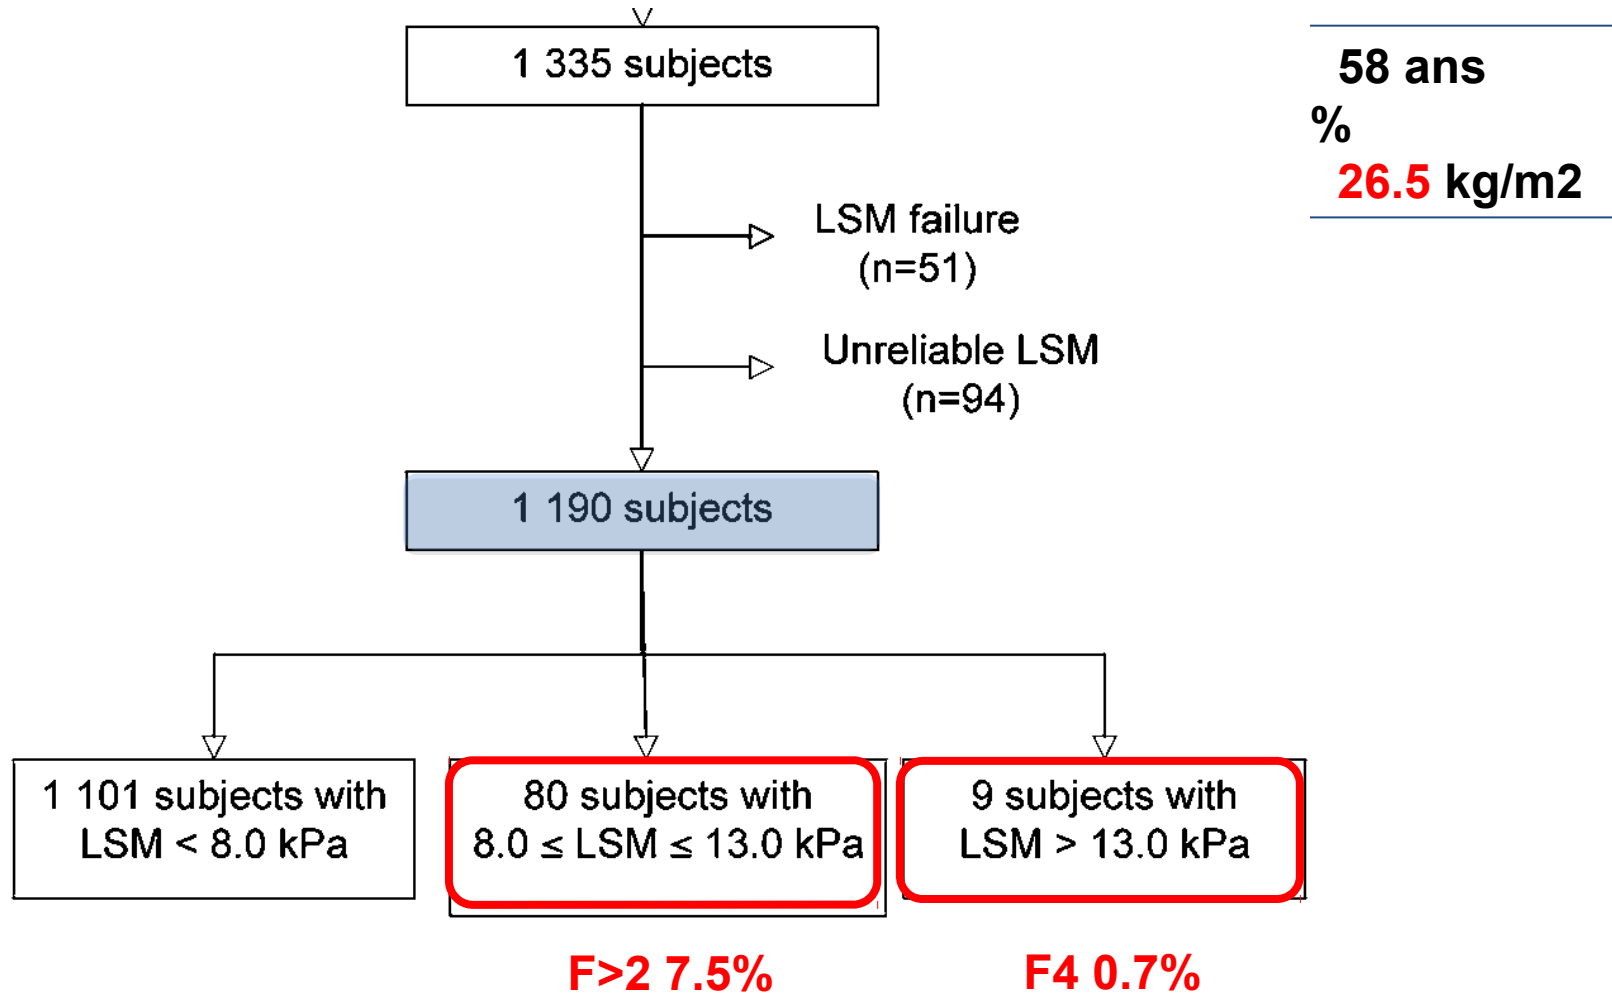 1 335 subjects
58 ans
%
26.5 kg/m2
LSM failure
(n=51)
Unreliable LSM
(n=94)
1 190 subjects
1 101 subjects with
LSM < 8.0 kPa
80 subjects with
8.0 ≤ LSM ≤ 13.0 kPa
9 subjects with
LSM > 13.0 kPa
F>2 7.5%
F4 0.7%